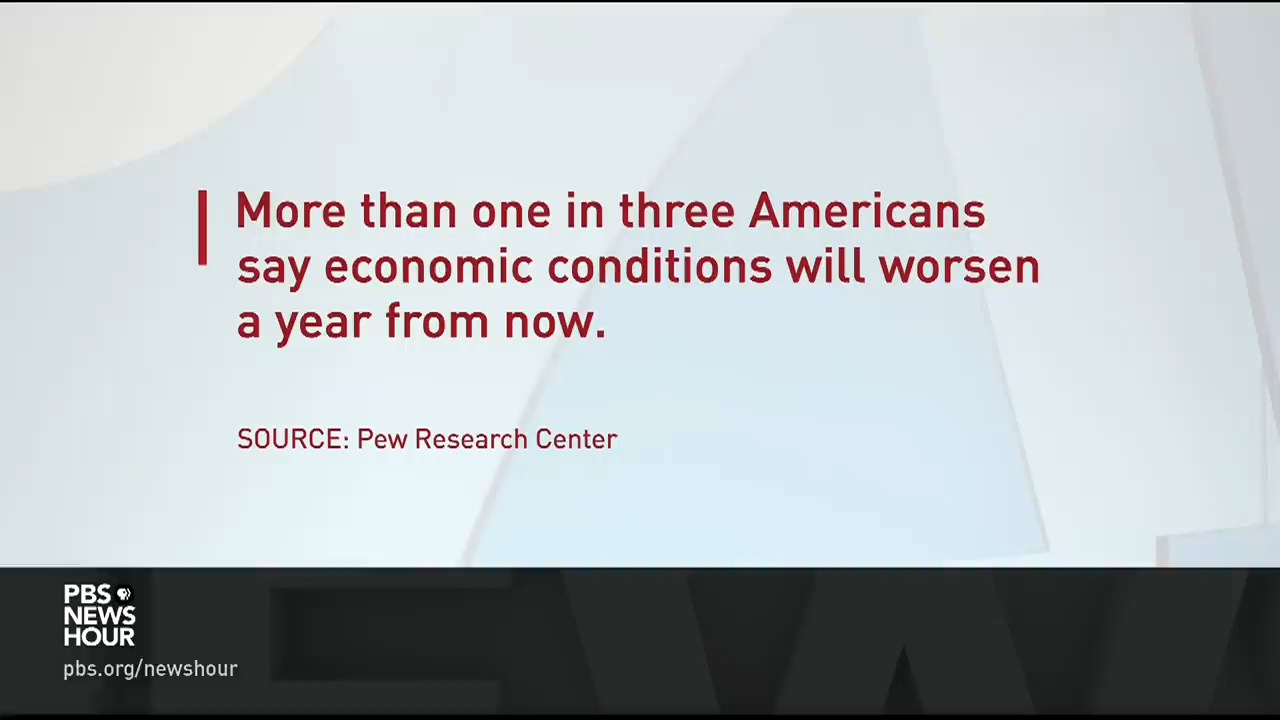 More than one in three Americans
say economic conditions will worsen
a year from now.
SOURCE: Pew Research Center
PBS
NEWS
HOUR
pbs.org/newshour